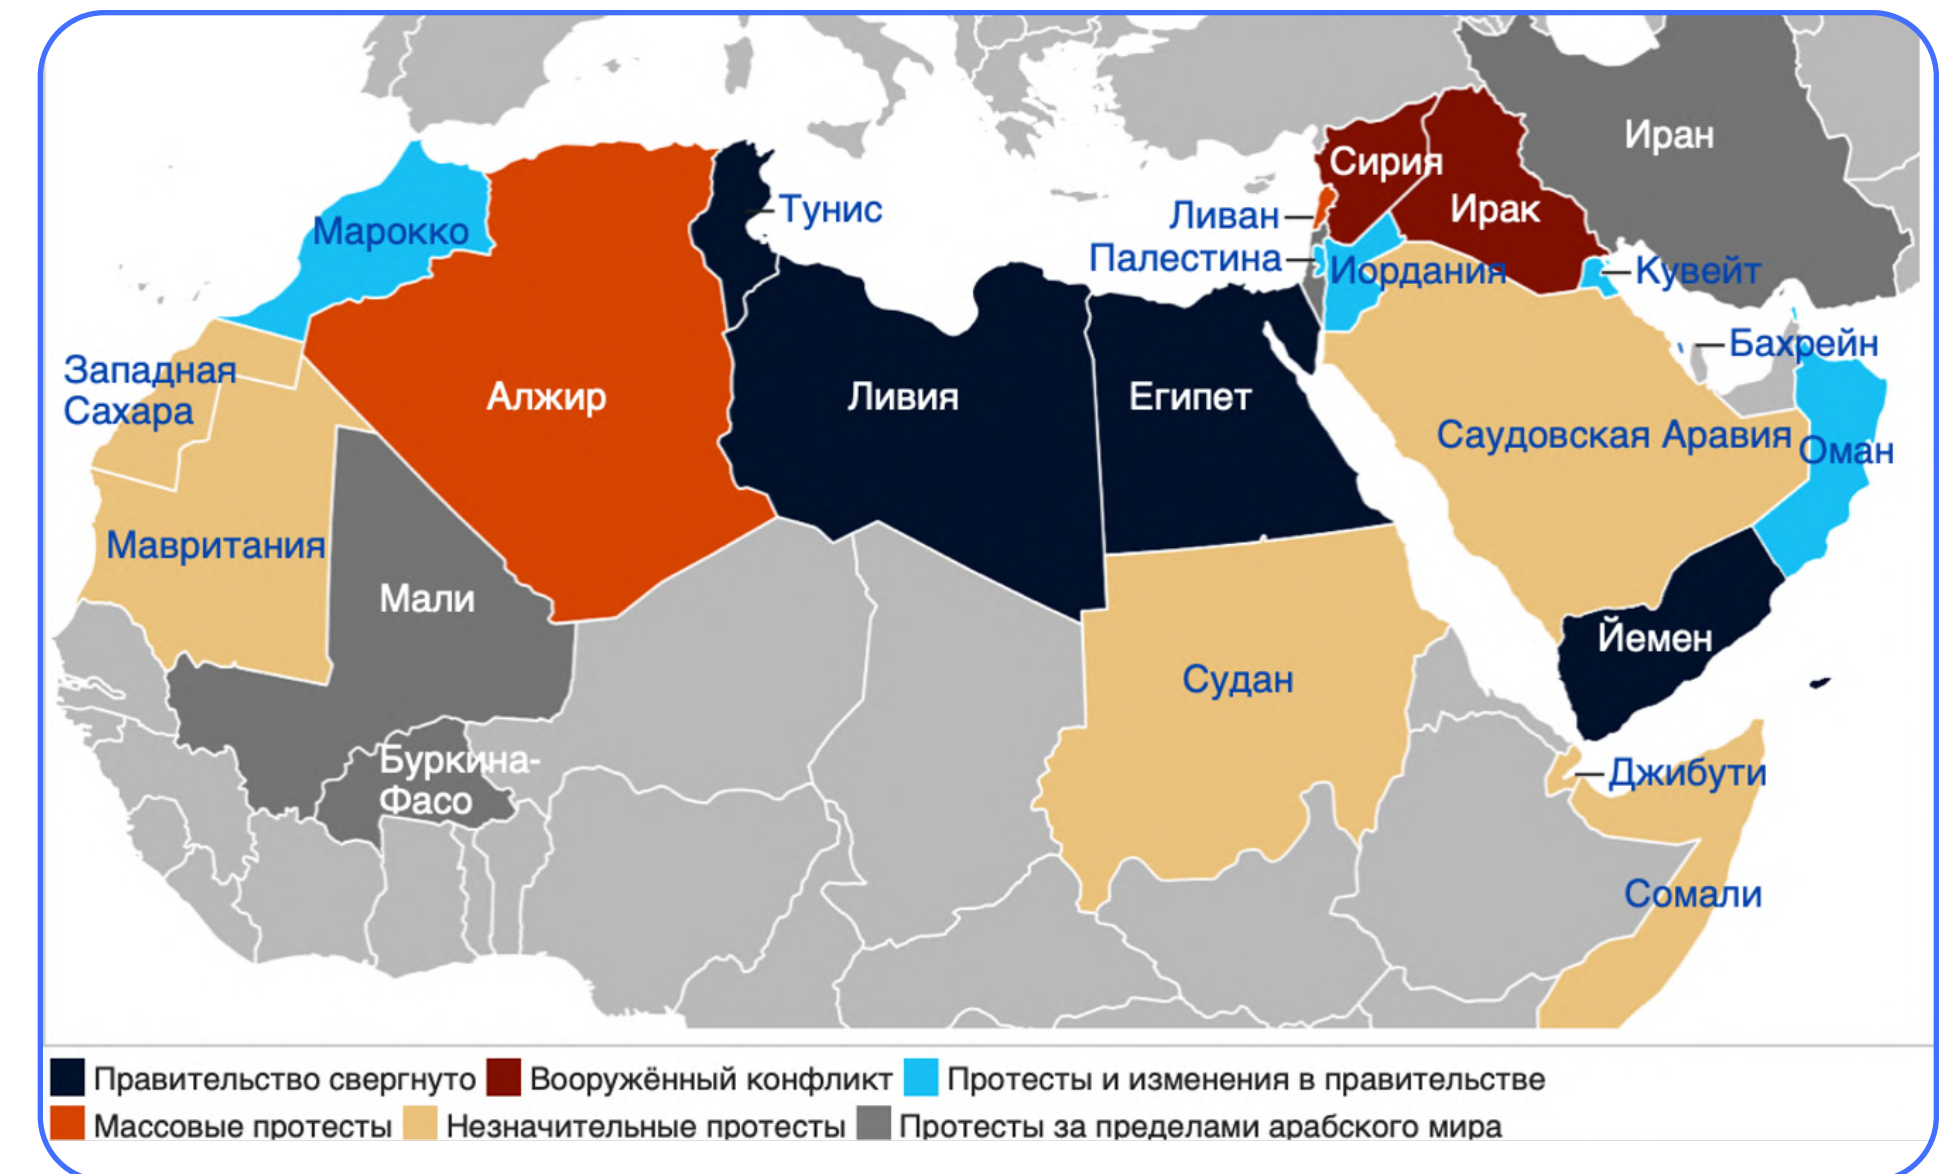 Иран
Сирия
Марокко
Тунис
Ливан
Ирак
Палестина
Иордания
Кувейт
Бахрейн
Западная
Сахара
Алжир
Ливия
Египет
Саудовская Аравия
Оман
Мавритания
Мали
Йемен
Судан
Буркина-
Фасо
Джибути
Сомали
Правительство свергнуто Вооружённый конфликт Протесты и изменения в правительстве
Массовые протесты Незначительные протесты Протесты за пределами арабского мира